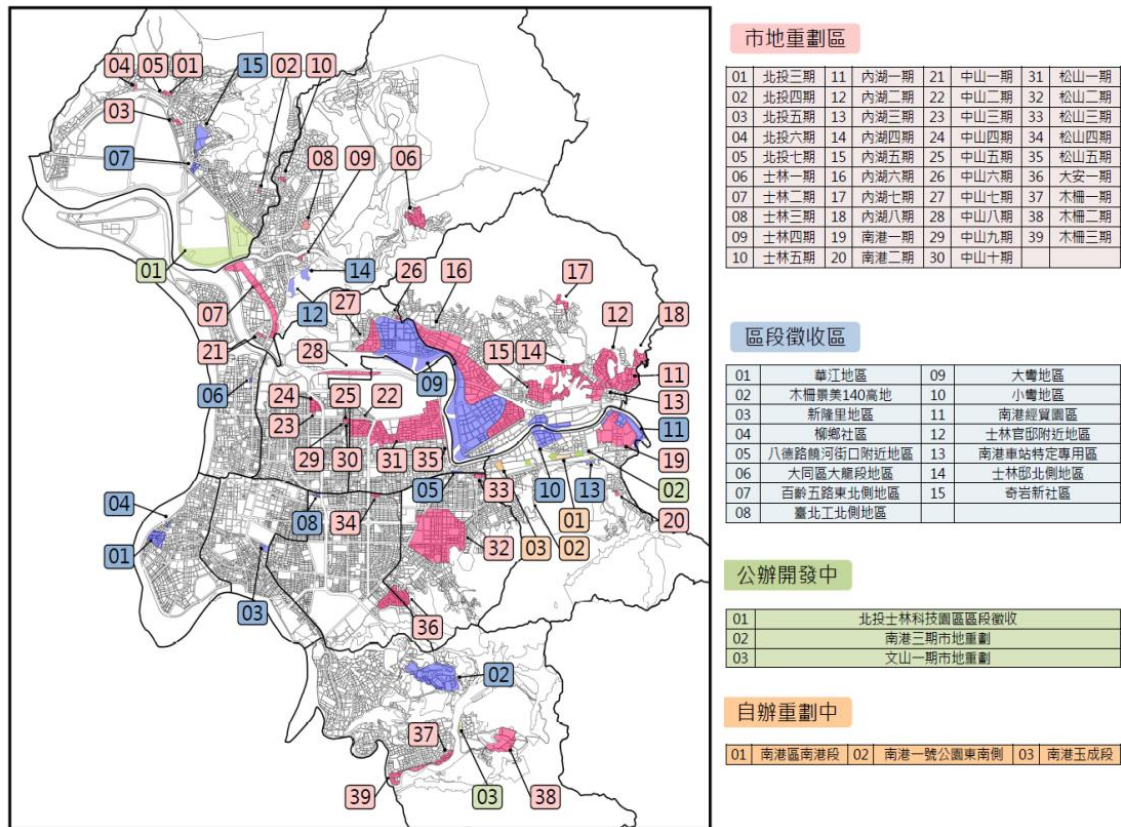 04 05 01 15 02 10
03
07 08 09 06
01 14
07 12 27 26 16 17
21 28 15 14 12 18
06 24 25 22 09 11
23 13
29 30 31 35 11
19
04 05 33 10 13 02
08 34 01 20
01 32 03 02
03 36
02
37
39 03 38
市地重劃區
01 北投三期 11 內湖一期 21 中山一期 31 松山一期
02 北投四期 12 內湖二期 22 中山二期 32 松山二期
03 北投五期 13 內湖三期 23 中山三期 33 松山三期
04 北投六期 14 內湖四期 24 中山四期 34 松山四期
05 北投七期 15 內湖五期 25 中山五期 35 松山五期
06 士林一期 16 內湖六期 26 中山六期 36 大安一期
07 士林二期 17 內湖七期 27 中山七期 37 木柵一期
08 士林三期 18 內湖八期 28 中山八期 38 木柵二期
09 士林四期 19 南港一期 29 中山九期 39 木柵三期
10 士林五期 20 南港二期 30 中山十期
區段徵收區
01 華江地區 09 大彎地區
02 木柵景美140高地 10 小彎地區
03 新隆里地區 11 南港經貿園區
04 柳鄉社區 12 士林官邸附近地區
05 八德路饒河街口附近地區 13 南港車站特定專用區
06 大同區大龍段地區 14 士林邸北側地區
07 百齡五路東北側地區 15 奇岩新社區
08 臺北工北側地區
公辦開發中
01 北投士林科技園區區段徵收
02 南港三期市地重劃
03 文山一期市地重劃
自辦重劃中
01 南港區南港段 02 南港一號公園東南側 03 南港玉成段